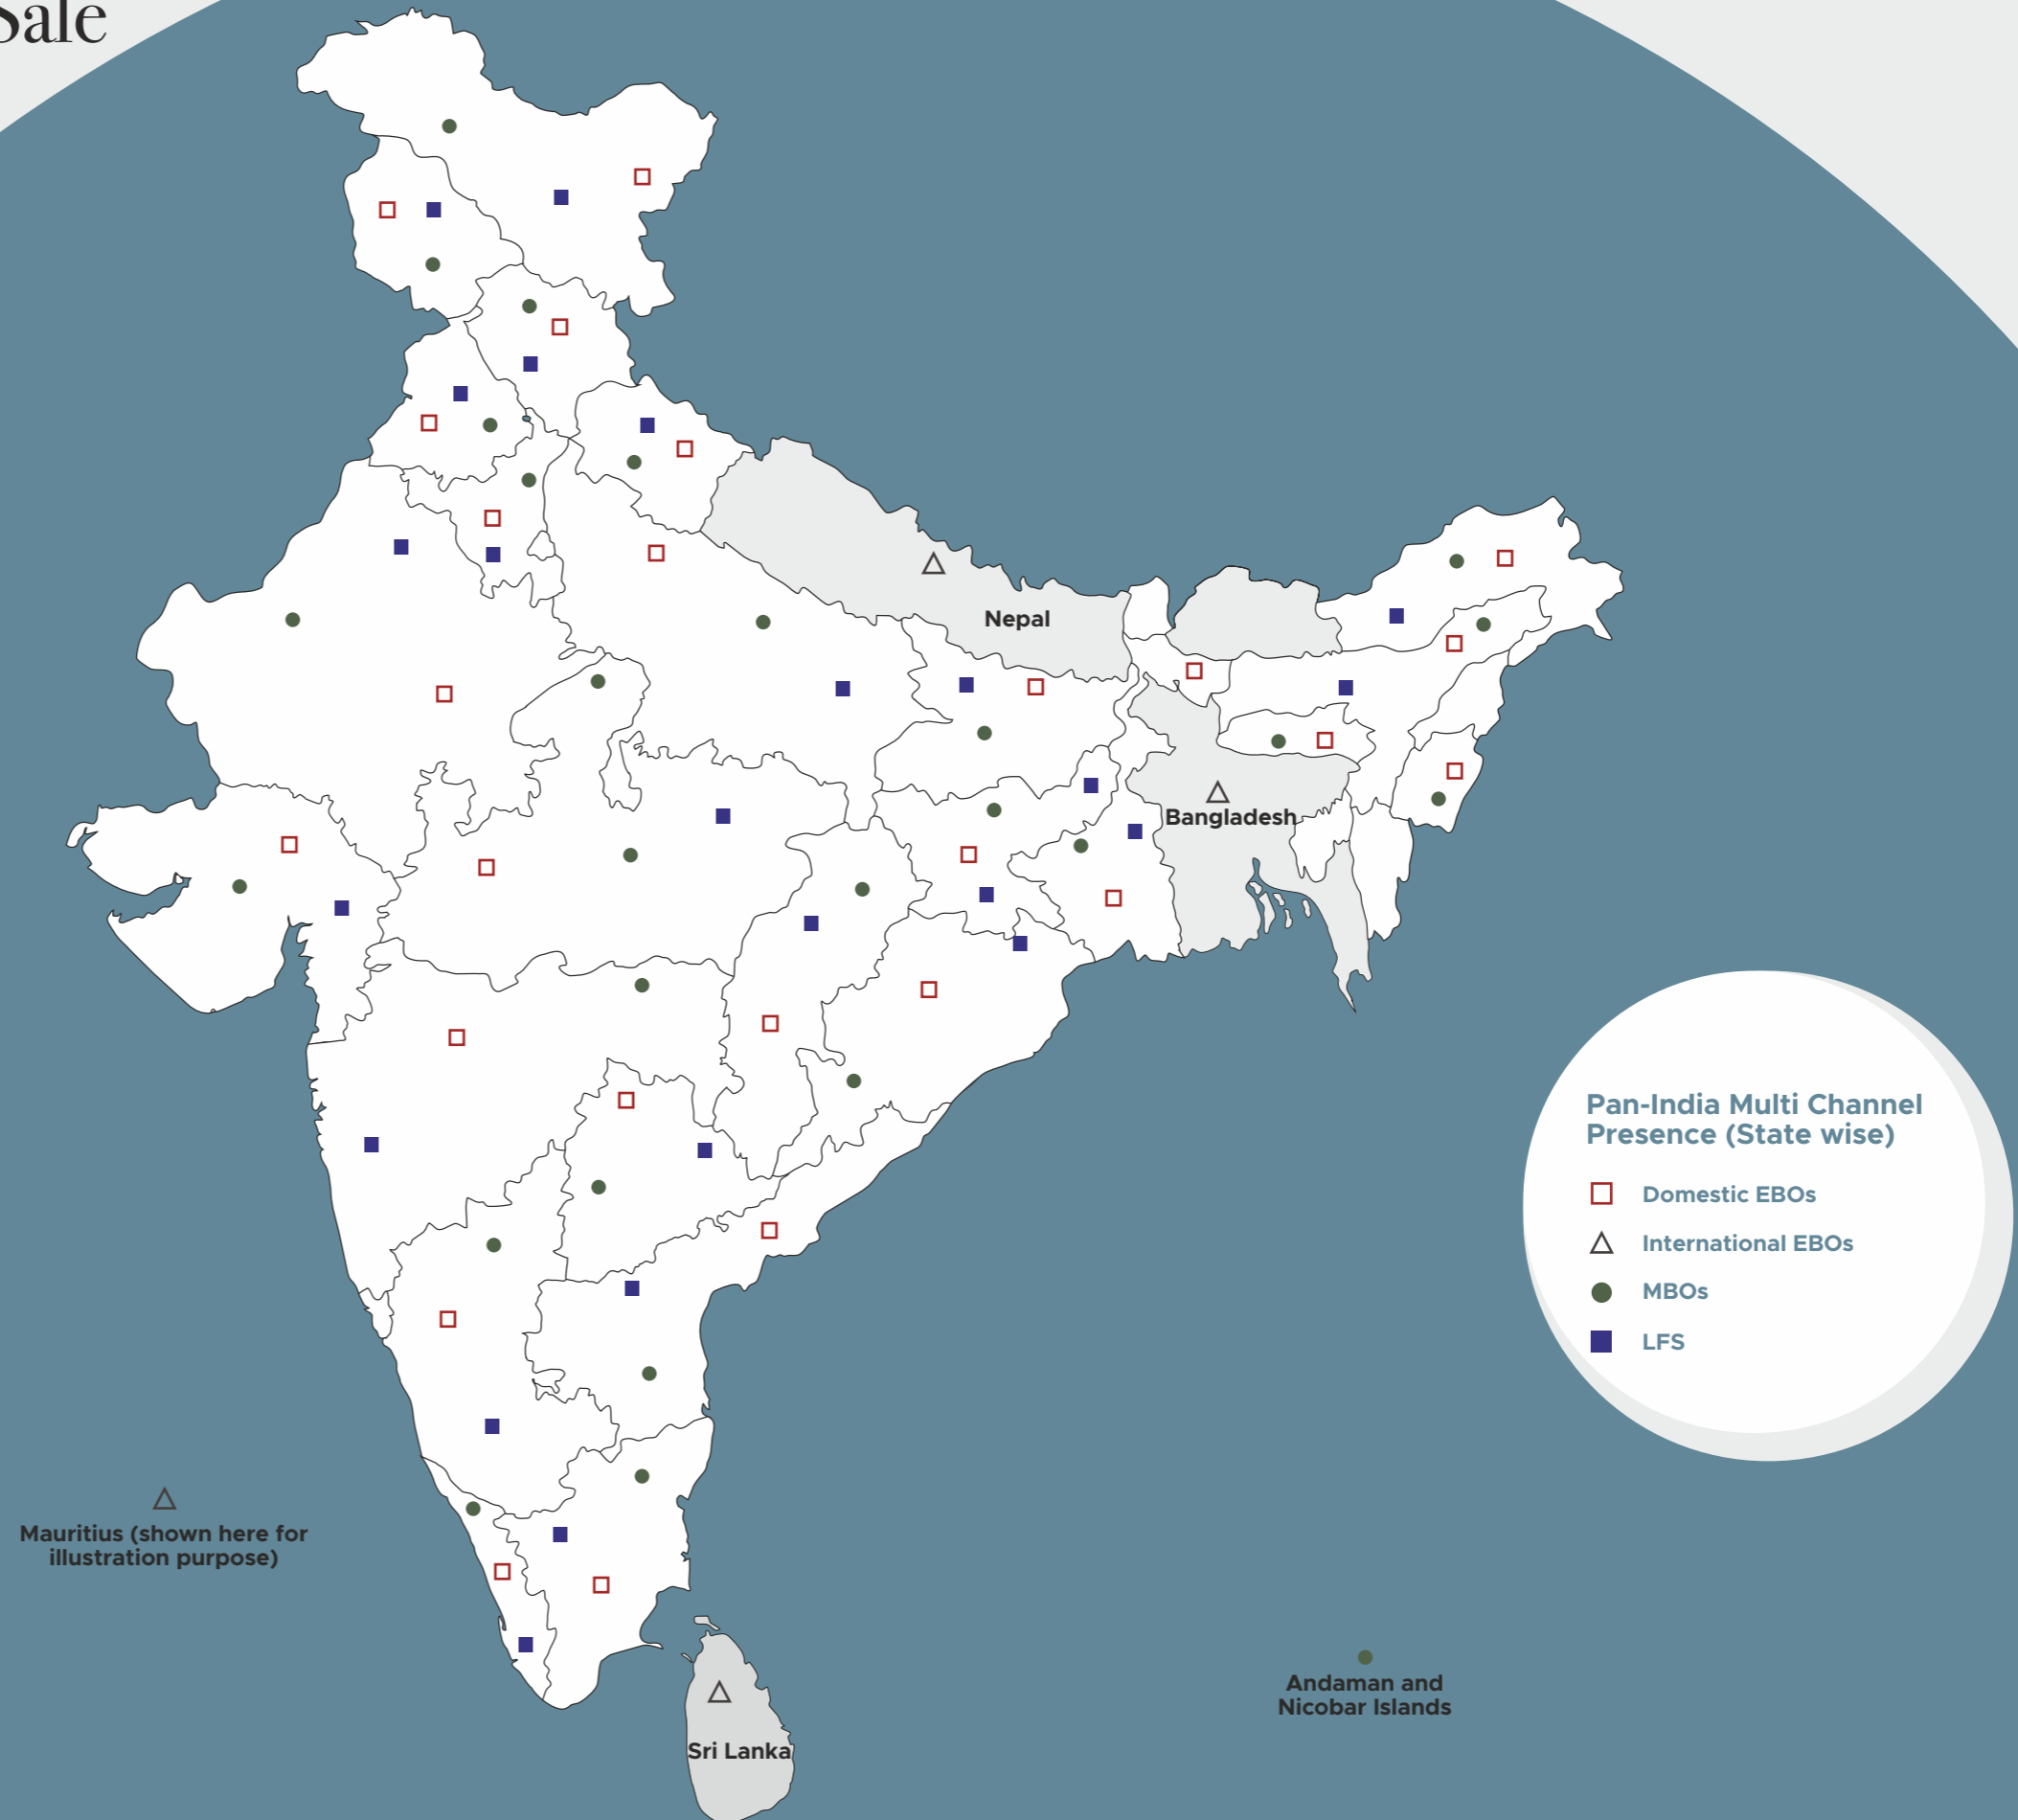 Sale
Nepal
Bangladesh
Pan-India Multi Channel
Presence (State wise)
Domestic EBOs
International EBOs
MBOs
LFS
Mauritius (shown here for
illustration purpose)
Andaman and
Nicobar Islands
Sri Lanka